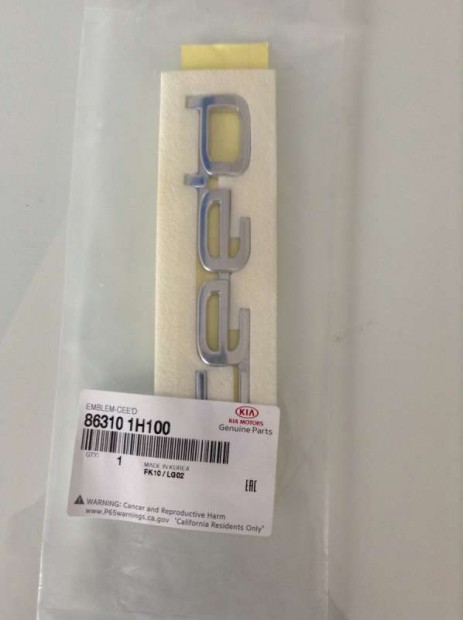 cee'd
EMBLEM-CEE'D
86310 1H100
KIA
KIA MOTORS
Genuine Parts
QTY: 1
MADE IN KOREA
FK10 / LG02
EAC
WARNING: Cancer and Reproductive Harm
www.P65warnings.ca.gov 'California Residents Only"